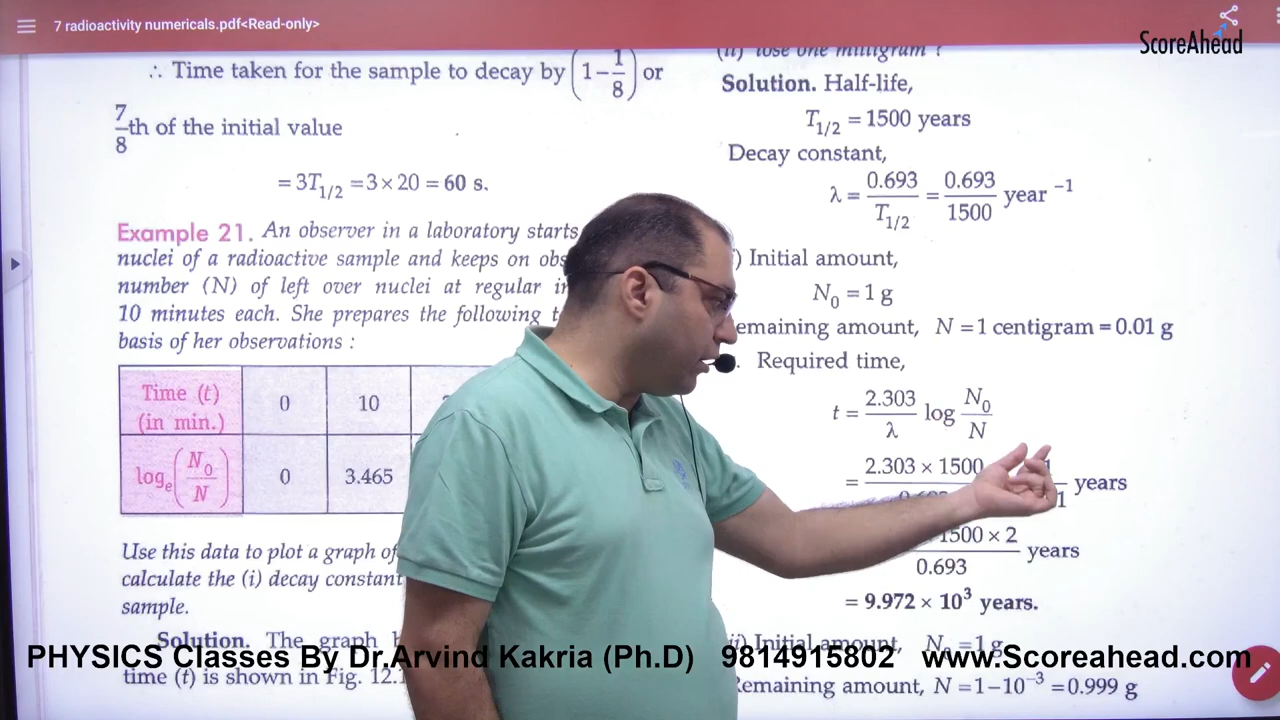 7 radioactivity numericals.pdf<Read-only>
ScoreAhead
∴ Time taken for the sample to decay by (1 − 1/8) or
7/8 th of the initial value
= 3T1/2 = 3 × 20 = 60 s.
Example 21. An observer in a laboratory starts
nuclei of a radioactive sample and keeps on
number (N) of left over nuclei at regular
10 minutes each. She prepares the following
basis of her observations :
Time (t) (in min.) 0 10
loge (N0/N) 0 3.465
Use this data to plot a graph of
calculate the (i) decay constant
sample.
Solution. The graph
time (t) is shown in Fig. 12.
(ii) lose one milligram ?
Solution. Half-life,
T1/2 = 1500 years
Decay constant,
λ = 0.693/T1/2 = 0.693/1500 year −1
) Initial amount,
N0 = 1 g
emaining amount, N = 1 centigram = 0.01 g
Required time,
t = 2.303/λ log N0/N
= 2.303 × 1500 years
1500 × 2 / 0.693 years
= 9.972 × 10³ years.
ii) Initial amount, N0 = 1 g
Remaining amount, N = 1 − 10⁻³ = 0.999 g
PHYSICS Classes By Dr.Arvind Kakria (Ph.D) 9814915802 www.Scoreahead.com